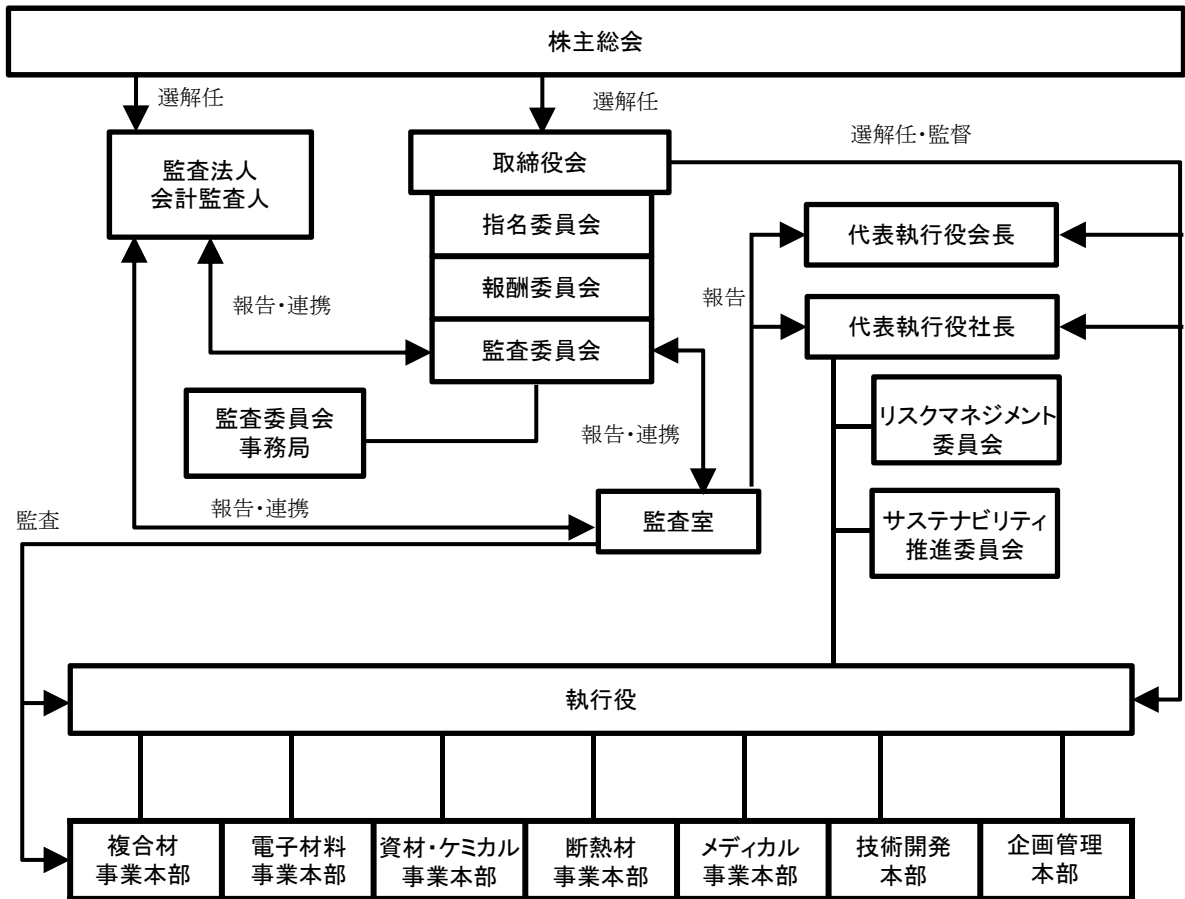 株主総会
選解任
選解任
選解任・監督
監査法人
会計監査人
取締役会
指名委員会
報酬委員会
監査委員会
代表執行役会長
報告
代表執行役社長
報告・連携
リスクマネジメント
委員会
監査委員会
事務局
報告・連携
サステナビリティ
推進委員会
監査
報告・連携
監査室
執行役
複合材
事業本部
電子材料
事業本部
資材・ケミカル
事業本部
断熱材
事業本部
メディカル
事業本部
技術開発
本部
企画管理
本部